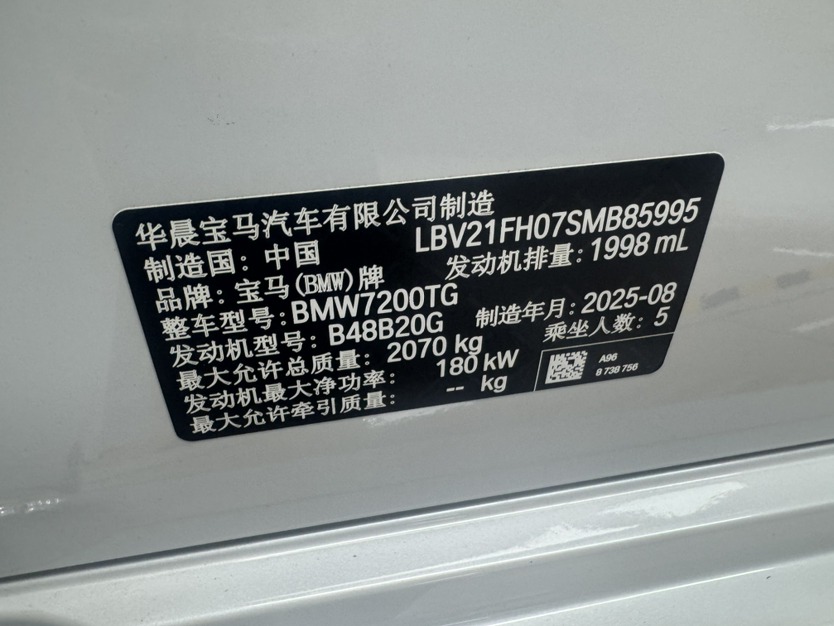 华晨宝马汽车有限公司制造
制造国：中国 LBV21FH07SMB85995
品牌：宝马(BMW)牌 发动机排量：1998 mL
整车型号：BMW7200TG
发动机型号：B48B20G 制造年月：2025-08
最大允许总质量：2070 kg 乘坐人数：5
发动机最大净功率：180 kW
最大允许牵引质量：-- kg
A96
8 738 756